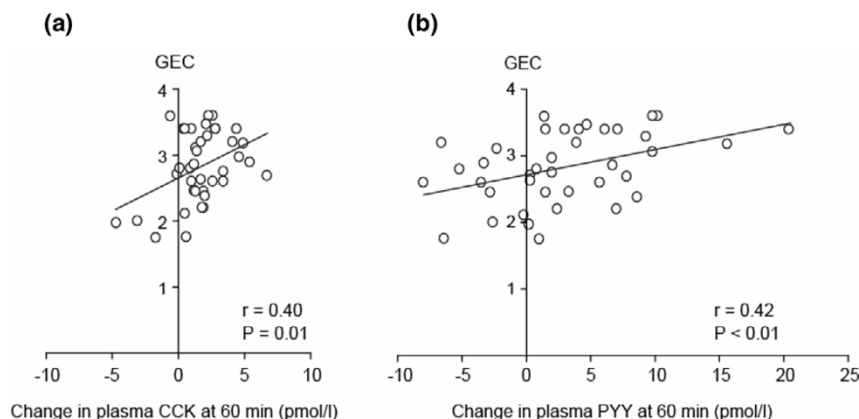 (a)
GEC
4
3
2
1
r = 0.40
P = 0.01
-10 -5 0 5 10
Change in plasma CCK at 60 min (pmol/l)
(b)
GEC
4
3
2
1
r = 0.42
P < 0.01
-10 -5 0 5 10 15 20 25
Change in plasma PYY at 60 min (pmol/l)